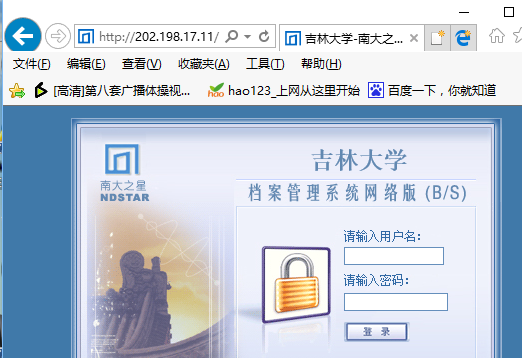 http://202.198.17.11/
吉林大学-南大之...
文件(F) 编辑(E) 查看(V) 收藏夹(A) 工具(T) 帮助(H)
[高清]第八套广播体操视... hao123_上网从这里开始 百度一下，你就知道
南大之星
NDSTAR
吉林大学
档案管理系统网络版(B/S)
请输入用户名：
请输入密码：
登 录